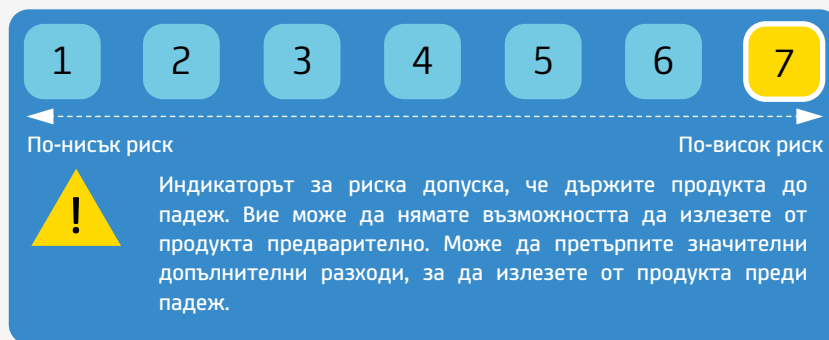 1 2 3 4 5 6 7
По-нисък риск По-висок риск
!
Индикаторът за риска допуска, че държите продукта до
падеж. Вие може да нямате възможността да излезете от
продукта предварително. Може да претърпите значителни
допълнителни разходи, за да излезете от продукта преди
падеж.